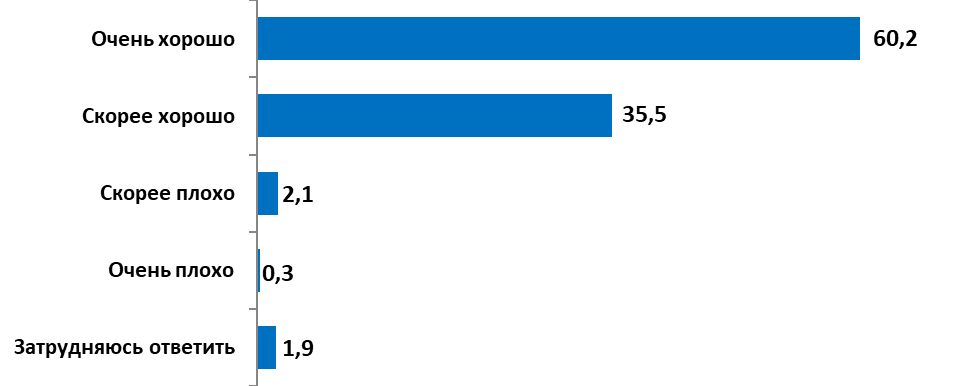 Очень хорошо 60,2
Скорее хорошо 35,5
Скорее плохо 2,1
Очень плохо 0,3
Затрудняюсь ответить 1,9